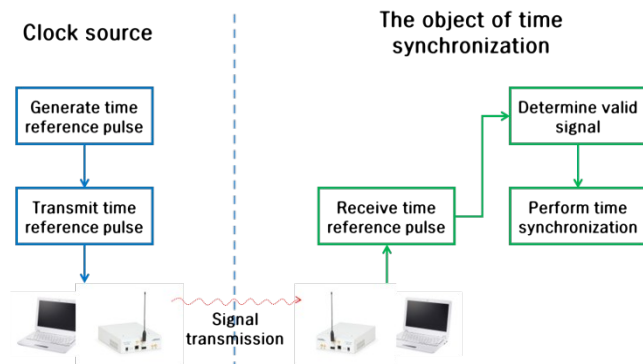 Clock source
The object of time
synchronization
Generate time
reference pulse
Transmit time
reference pulse
Signal
transmission
Receive time
reference pulse
Determine valid
signal
Perform time
synchronization